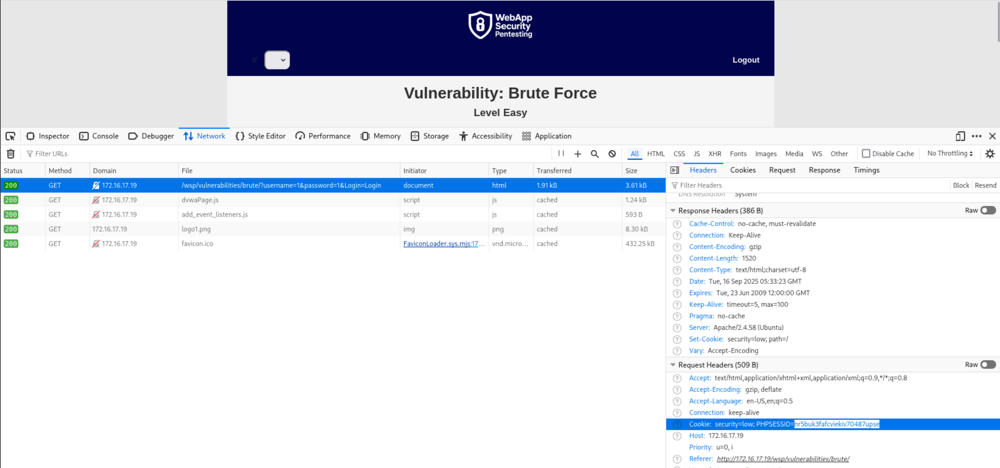 WebApp
Security
Pentesting
//
Logout
Vulnerability: Brute Force
Level Easy
Inspector Console Debugger Network Style Editor Performance Memory Storage Accessibility Application
Filter URLs All HTML CSS JS XHR Fonts Images Media WS Other Disable Cache No Throttling
Status Method Domain File Initiator Type Transferred Size
200 GET 172.16.17.19 /wsp/vulnerabilities/brute/?username=1&password=1&Login=Login document html 1.91 kB 3.61 kB
200 GET 172.16.17.19 dvwaPage.js script js cached 1.24 kB
200 GET 172.16.17.19 add_event_listeners.js script js cached 593 B
200 GET 172.16.17.19 logo1.png img png cached 8.30 kB
200 GET 172.16.17.19 favicon.ico FaviconLoader.sys.mjs:17… vnd.micro… cached 432.25 kB
Headers Cookies Request Response Timings
Filter Headers Block Resend
DNS Resolution System
Response Headers (386 B) Raw
Cache-Control: no-cache, must-revalidate
Connection: Keep-Alive
Content-Encoding: gzip
Content-Length: 1520
Content-Type: text/html;charset=utf-8
Date: Tue, 16 Sep 2025 05:33:23 GMT
Expires: Tue, 23 Jun 2009 12:00:00 GMT
Keep-Alive: timeout=5, max=100
Pragma: no-cache
Server: Apache/2.4.58 (Ubuntu)
Set-Cookie: security=low; path=/
Vary: Accept-Encoding
Request Headers (509 B) Raw
Accept: text/html,application/xhtml+xml,application/xml;q=0.9,*/*;q=0.8
Accept-Encoding: gzip, deflate
Accept-Language: en-US,en;q=0.5
Connection: keep-alive
Cookie: security=low; PHPSESSID=nr5buk3fafcviekiv70487upse
Host: 172.16.17.19
Priority: u=0, i
Referer: http://172.16.17.19/wsp/vulnerabilities/brute/